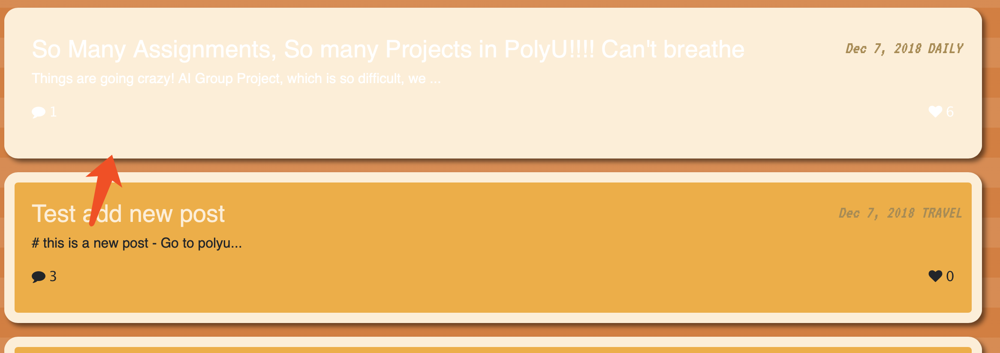 So Many Assignments, So many Projects in PolyU!!!! Can't breathe
Dec 7, 2018 DAILY
Things are going crazy! AI Group Project, which is so difficult, we ...
1
6
Test add new post
Dec 7, 2018 TRAVEL
# this is a new post - Go to polyu...
3
0